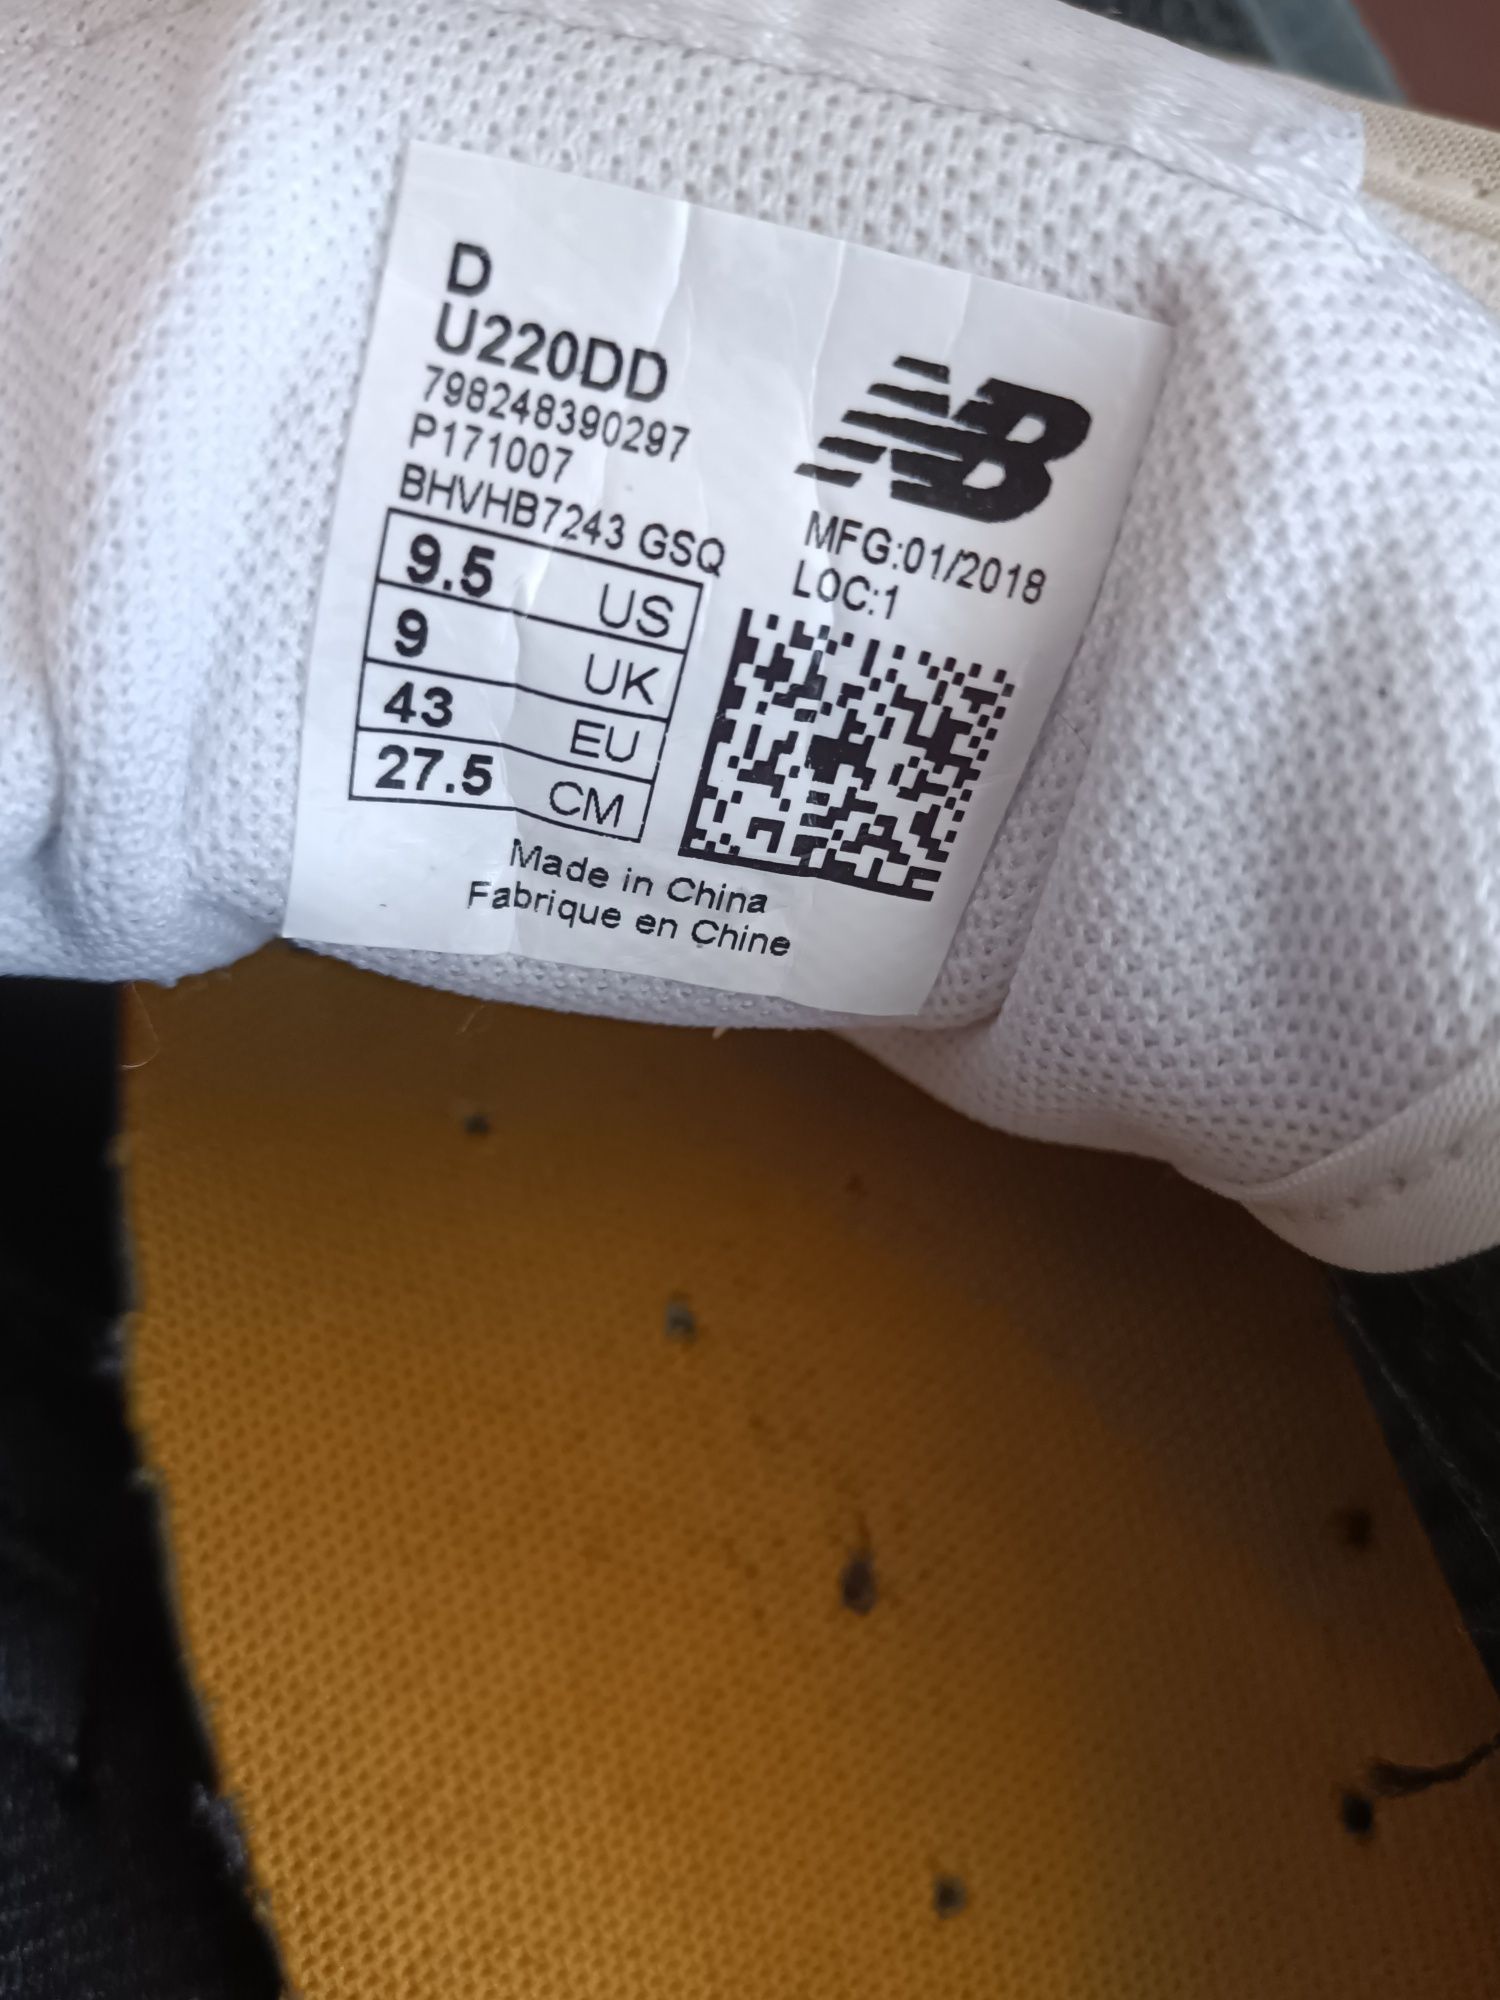 D
U220DD
798248390297
P171007
BHVHB7243 GSQ
9.5 US
9 UK
43 EU
27.5 CM
NB
MFG:01/2018
LOC:1
Made in China
Fabrique en Chine